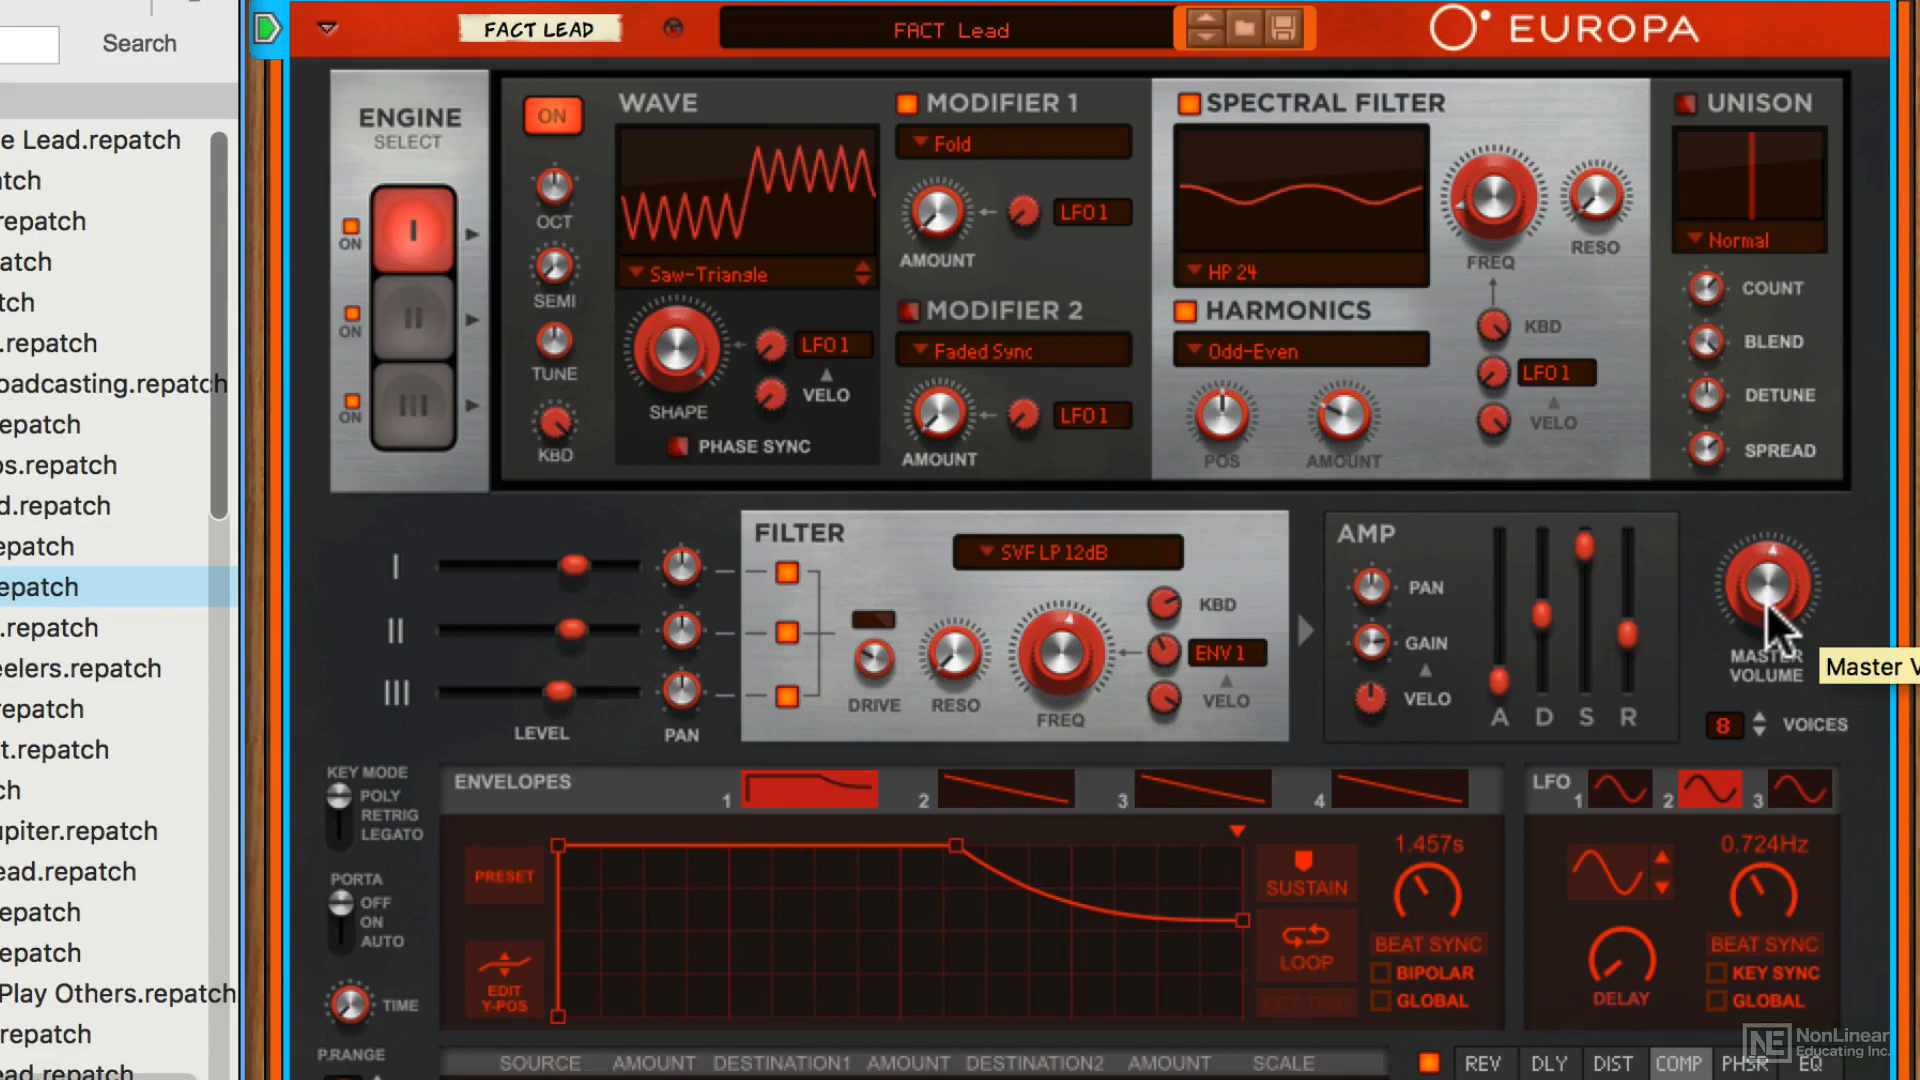 Search
e Lead.repatch
atch
repatch
atch
tch
.repatch
oadcasting.repatch
epatch
os.repatch
d.repatch
epatch
epatch
.repatch
eelers.repatch
repatch
t.repatch
ch
upiter.repatch
ead.repatch
epatch
epatch
Play Others.repatch
repatch
ead.repatch
FACT LEAD
FACT Lead
EUROPA
ENGINE
SELECT
ON
I
ON
II
ON
III
ON
OCT
SEMI
TUNE
KBD
WAVE
Saw-Triangle
SHAPE
LFO 1
VELO
PHASE SYNC
MODIFIER 1
Fold
AMOUNT
LFO 1
MODIFIER 2
Faded Sync
AMOUNT
LFO 1
SPECTRAL FILTER
HP 24
FREQ
RESO
HARMONICS
Odd-Even
POS
AMOUNT
KBD
LFO 1
VELO
UNISON
Normal
COUNT
BLEND
DETUNE
SPREAD
I
II
III
LEVEL
PAN
FILTER
SVF LP 12dB
DRIVE
RESO
FREQ
KBD
ENV 1
VELO
AMP
PAN
GAIN
VELO
A D S R
MASTER
VOLUME
Master V
8 VOICES
KEY MODE
POLY
RETRIG
LEGATO
PORTA
OFF
ON
AUTO
TIME
P.RANGE
ENVELOPES
1 2 3 4
PRESET
EDIT
Y-POS
SUSTAIN
LOOP
KEY TRIG
1.457s
BEAT SYNC
BIPOLAR
GLOBAL
LFO 1 2 3
0.724Hz
DELAY
BEAT SYNC
KEY SYNC
GLOBAL
SOURCE AMOUNT DESTINATION1 AMOUNT DESTINATION2 AMOUNT SCALE
REV DLY DIST COMP PHSR EQ
NE NonLinear
Educating Inc.